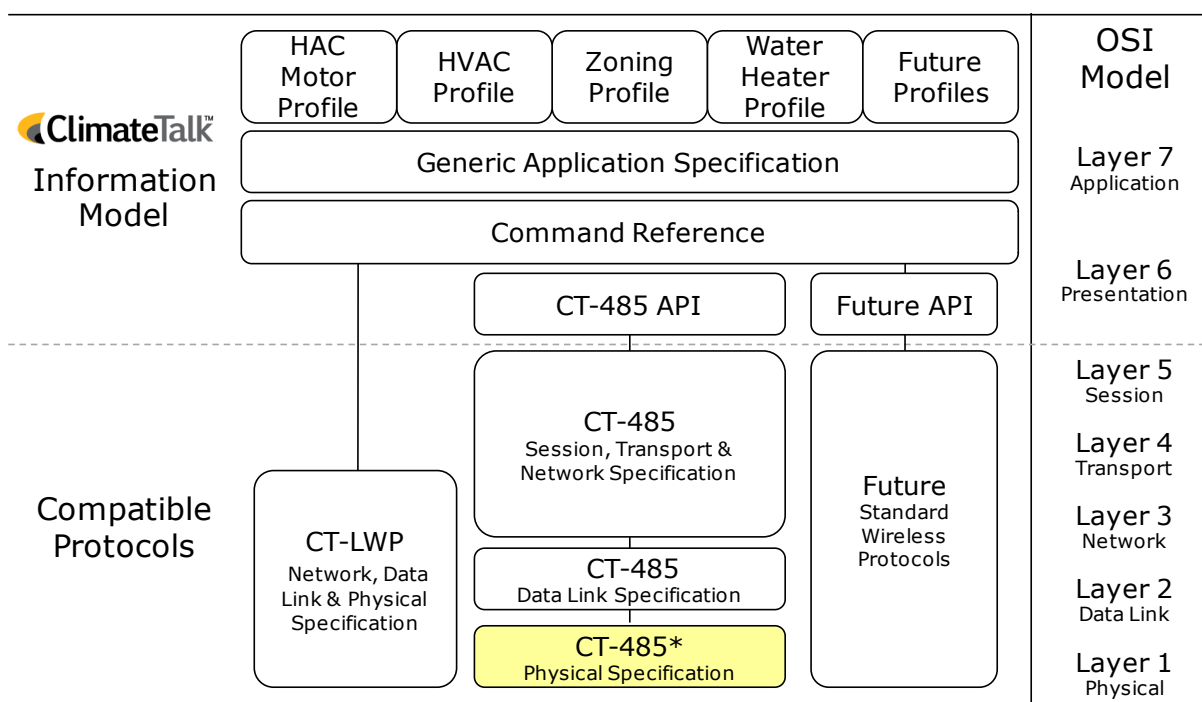 HAC
Motor
Profile
HVAC
Profile
Zoning
Profile
Water
Heater
Profile
Future
Profiles
OSI
Model
ClimateTalk™
Information
Model
Generic Application Specification
Layer 7
Application
Command Reference
Layer 6
Presentation
CT-485 API
Future API
Compatible
Protocols
CT-LWP
Network, Data
Link & Physical
Specification
CT-485
Session, Transport &
Network Specification
CT-485
Data Link Specification
CT-485*
Physical Specification
Future
Standard
Wireless
Protocols
Layer 5
Session
Layer 4
Transport
Layer 3
Network
Layer 2
Data Link
Layer 1
Physical